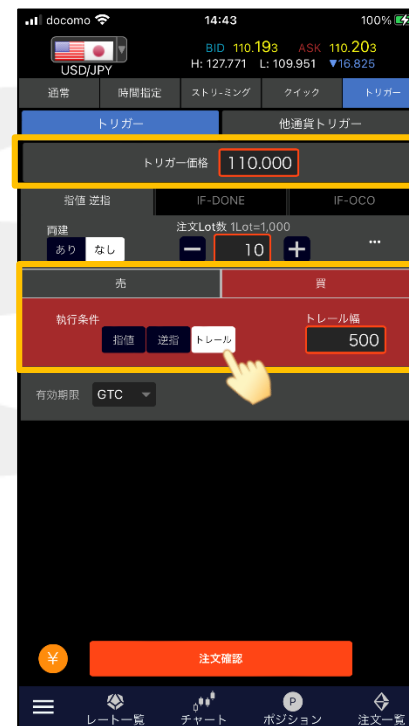 docomo 14:43 100%
BID 110.193 ASK 110.203
USD/JPY H: 127.771 L: 109.951 ▼16.825
通常 時間指定 ストリーミング クイック トリガー
トリガー 他通貨トリガー
トリガー価格 110.000
指値 逆指 IF-DONE IF-OCO
両建 注文Lot数 1Lot=1,000
あり なし 10 ...
売 買
執行条件 トレール幅
指値 逆指 トレール 500
有効期限 GTC
¥ 注文確認
P
レート一覧 チャート ポジション 注文一覧